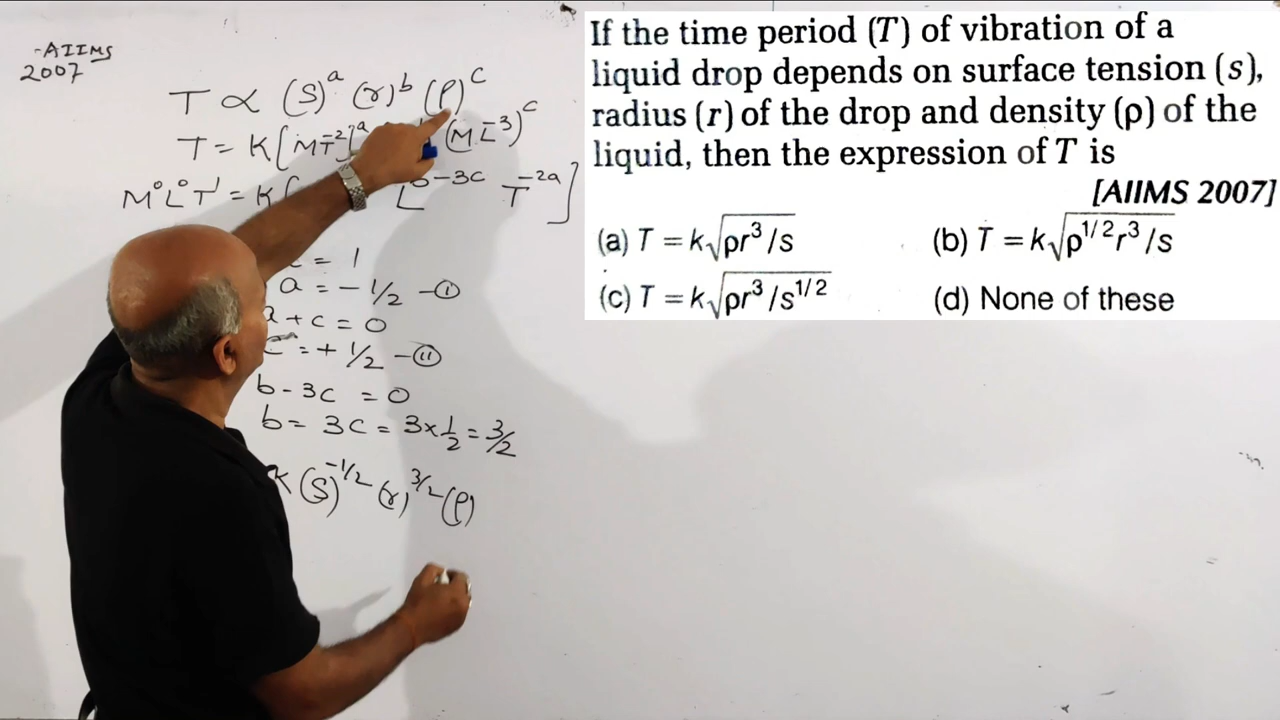 -AIIMS
2007
T ∝ (S)ᵃ (r)ᵇ (ρ)ᶜ
T = K[MT⁻²]ᵃ (ML⁻³)ᶜ
M⁰L⁰T¹ = K[ L^{b-3c} T^{-2a}]
= 1
a = -1/2 -①
a + c = 0
c = + 1/2 -⑪
b - 3c = 0
b = 3c = 3×1/2 = 3/2
K (S)^{-1/2} (r)^{3/2} (ρ)
If the time period (T) of vibration of a
liquid drop depends on surface tension (s),
radius (r) of the drop and density (ρ) of the
liquid, then the expression of T is
[AIIMS 2007]
(a) T = k√ρr³/s (b) T = k√ρ^{1/2}r³/s
(c) T = k√ρr³/s^{1/2} (d) None of these